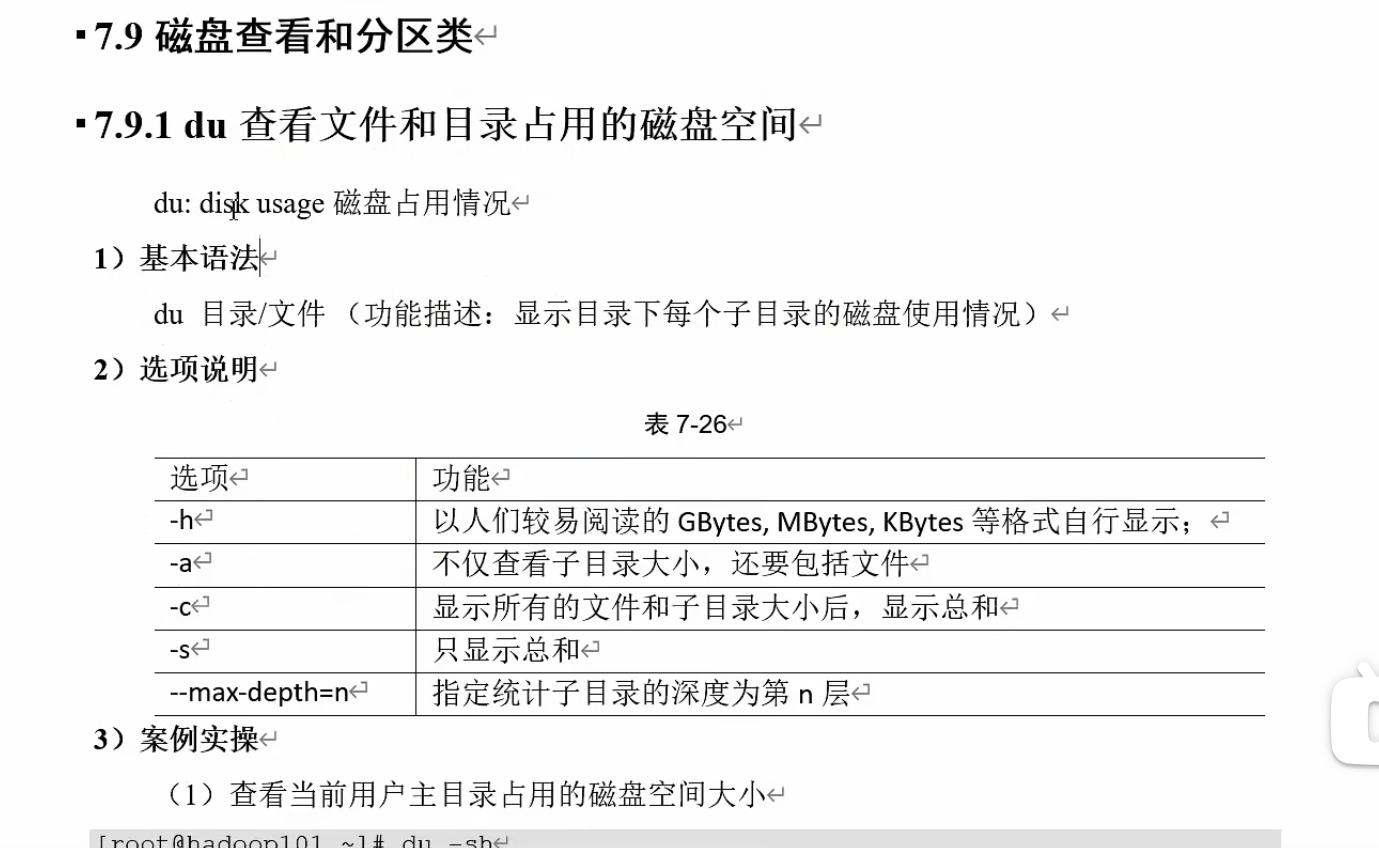 7.9 磁盘查看和分区类
7.9.1 du 查看文件和目录占用的磁盘空间
du: disk usage 磁盘占用情况
1）基本语法
du 目录/文件 （功能描述：显示目录下每个子目录的磁盘使用情况）
2）选项说明
表 7-26
选项 功能
-h 以人们较易阅读的 GBytes, MBytes, KBytes 等格式自行显示；
-a 不仅查看子目录大小，还要包括文件
-c 显示所有的文件和子目录大小后，显示总和
-s 只显示总和
--max-depth=n 指定统计子目录的深度为第 n 层
3）案例实操
（1）查看当前用户主目录占用的磁盘空间大小
[root@hadoop101 ~]# du -sh